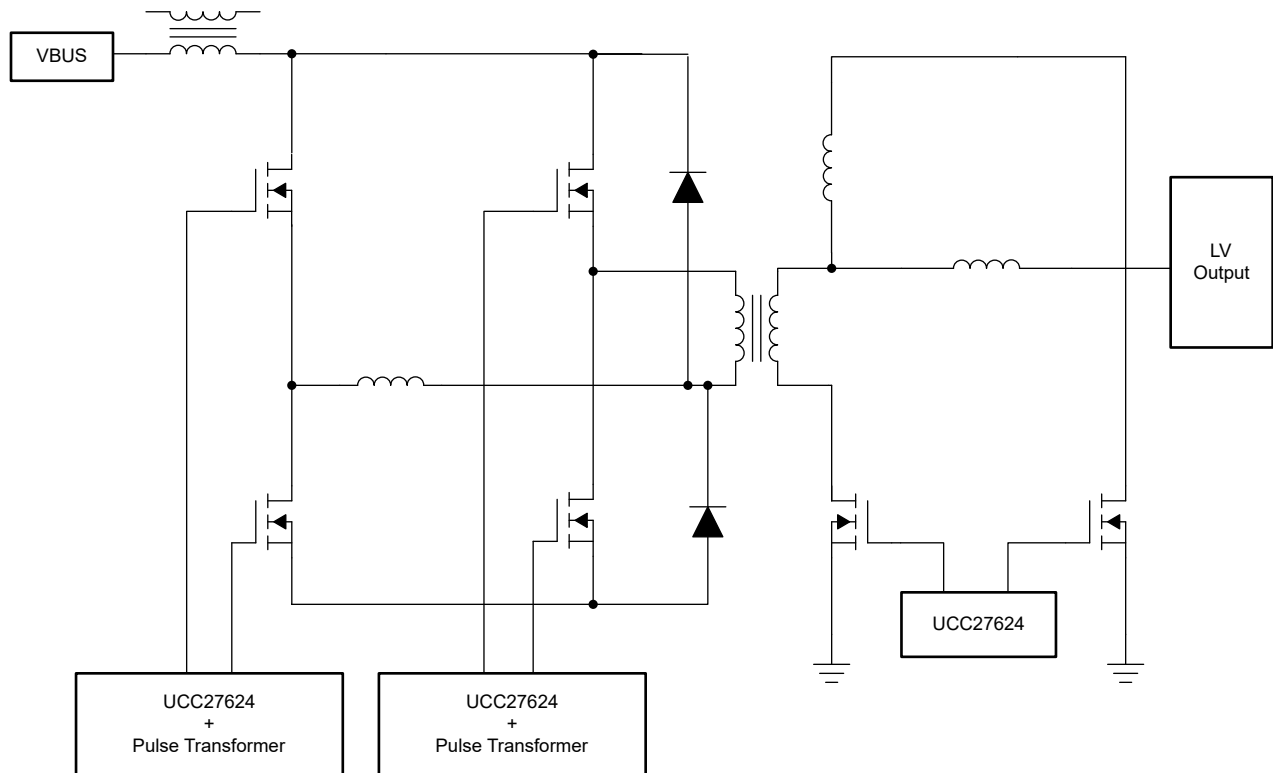 VBUS
LV
Output
UCC27624
UCC27624
+
Pulse Transformer
UCC27624
+
Pulse Transformer